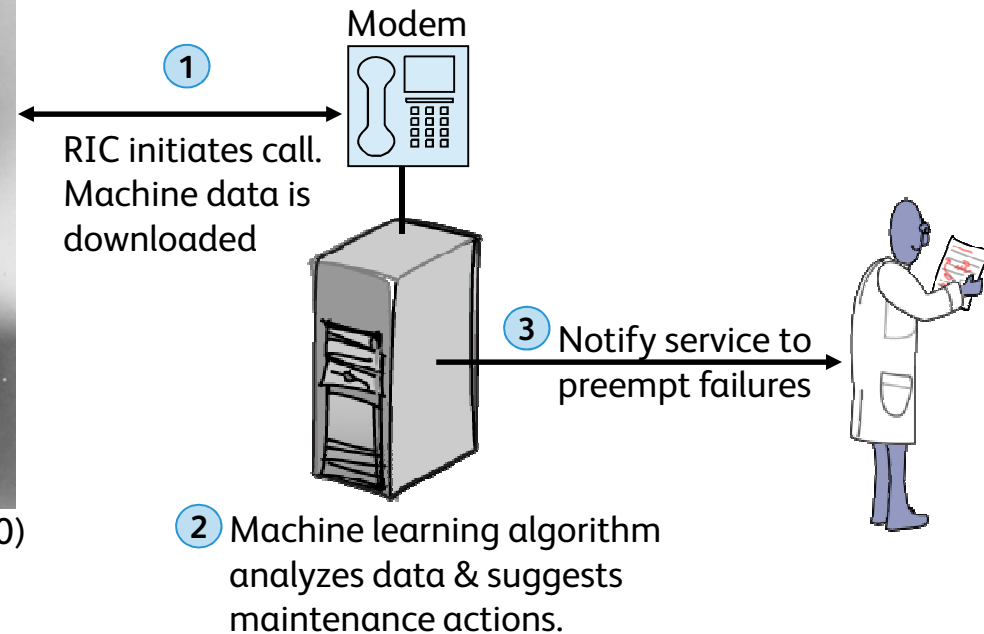 Modem
1
RIC initiates call.
Machine data is
downloaded
3
Notify service to
preempt failures
0)
2 Machine learning algorithm
analyzes data & suggests
maintenance actions.